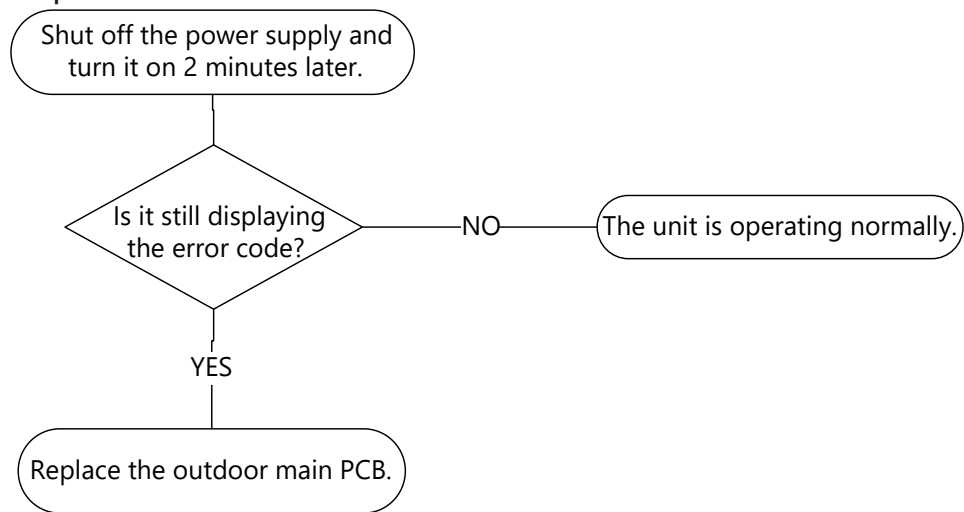 Shut off the power supply and
turn it on 2 minutes later.
Is it still displaying
the error code?
NO
The unit is operating normally.
YES
Replace the outdoor main PCB.